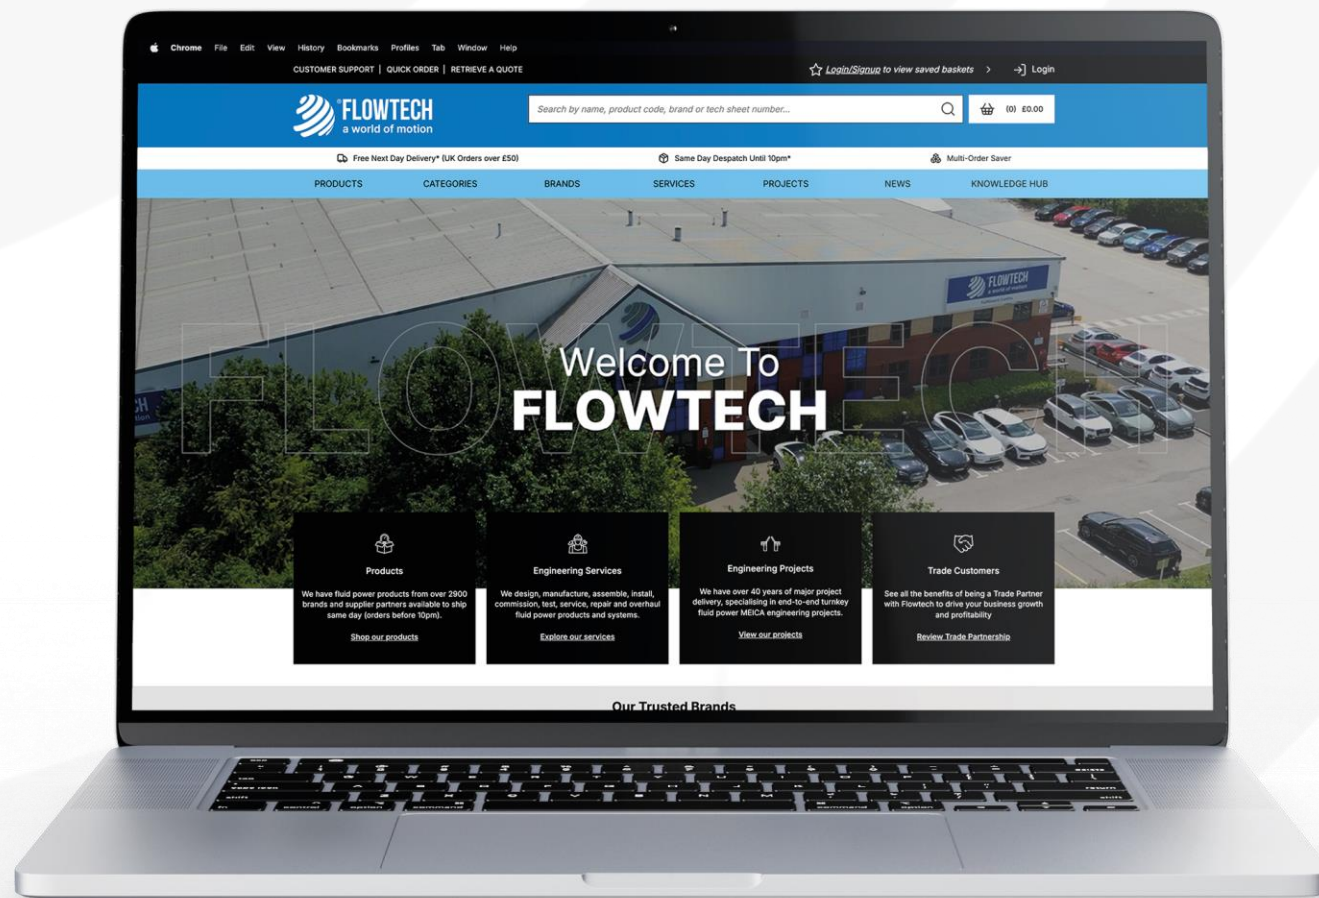 Chrome File Edit View History Bookmarks Profiles Tab Window Help
CUSTOMER SUPPORT | QUICK ORDER | RETRIEVE A QUOTE
Login/Signup to view saved baskets
Login
FLOWTECH
a world of motion
Search by name, product code, brand or tech sheet number...
(0) £0.00
Free Next Day Delivery* (UK Orders over £50)
Same Day Despatch Until 10pm*
Multi-Order Saver
PRODUCTS CATEGORIES BRANDS SERVICES PROJECTS NEWS KNOWLEDGE HUB
FLOWTECH
a world of motion
FLOWTECH
Welcome To
FLOWTECH
Products
We have fluid power products from over 2900
brands and supplier partners available to ship
same day (orders before 10pm).
Shop our products
Engineering Services
We design, manufacture, assemble, install,
commission, test, service, repair and overhaul
fluid power products and systems.
Explore our services
Engineering Projects
We have over 40 years of major project
delivery, specialising in end-to-end turnkey
fluid power MEICA engineering projects.
View our projects
Trade Customers
See all the benefits of being a Trade Partner
with Flowtech to drive your business growth
and profitability
Review Trade Partnership
Our Trusted Brands
control option command command option